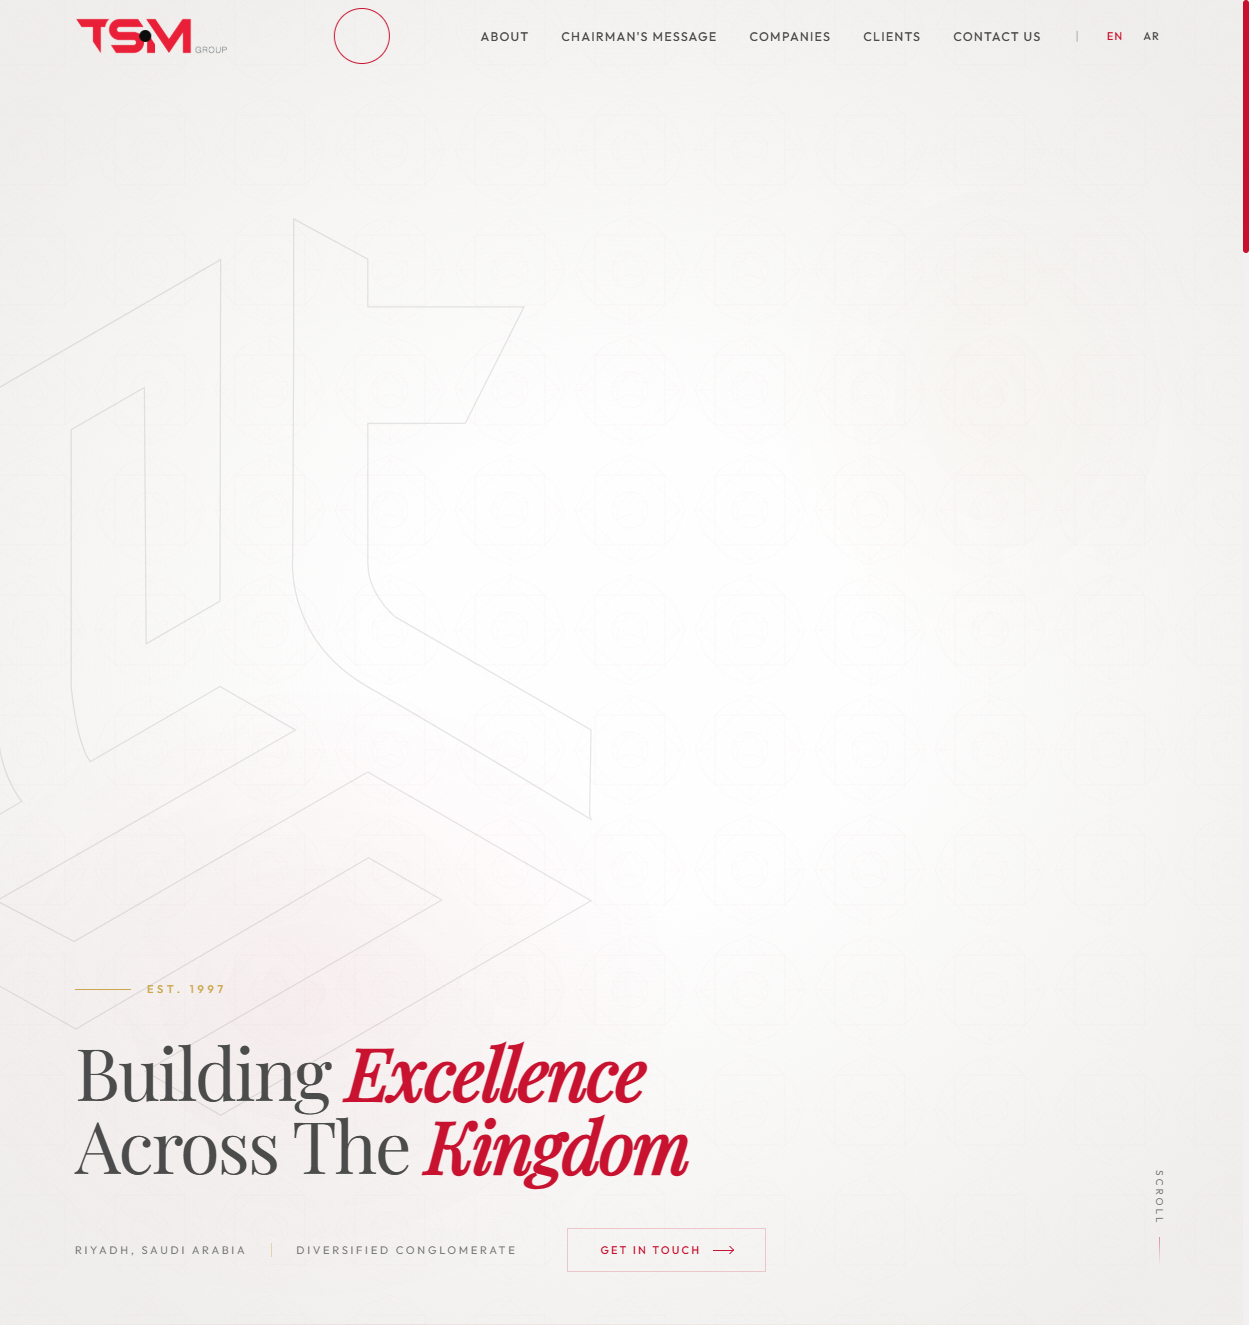 TSM GROUP
ABOUT
CHAIRMAN'S MESSAGE
COMPANIES
CLIENTS
CONTACT US
EN
AR
EST. 1997
Building Excellence
Across The Kingdom
RIYADH, SAUDI ARABIA
DIVERSIFIED CONGLOMERATE
GET IN TOUCH
SCROLL